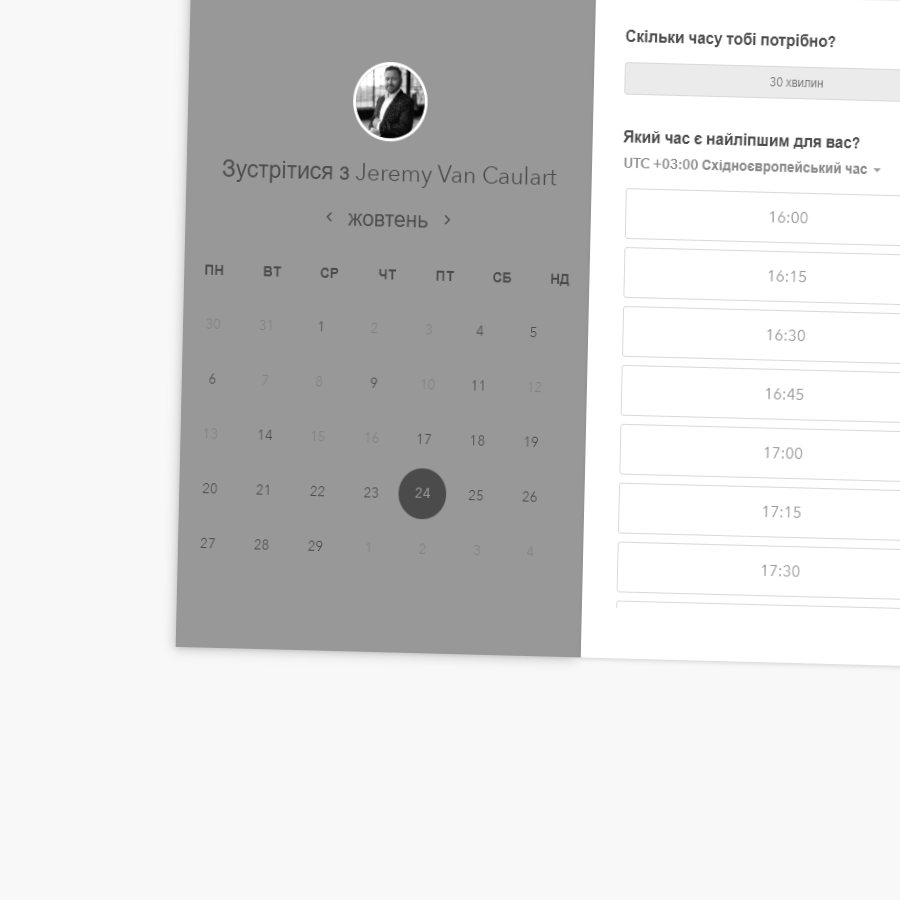 Зустрітися з Jeremy Van Caulart
жовтень
ПН ВТ СР ЧТ ПТ СБ НД
30 31 1 2 3 4 5
6 7 8 9 10 11 12
13 14 15 16 17 18 19
20 21 22 23 24 25 26
27 28 29 1 2 3 4
Скільки часу тобі потрібно?
30 хвилин
Який час є найліпшим для вас?
UTC +03:00 Східноєвропейський час
16:00
16:15
16:30
16:45
17:00
17:15
17:30